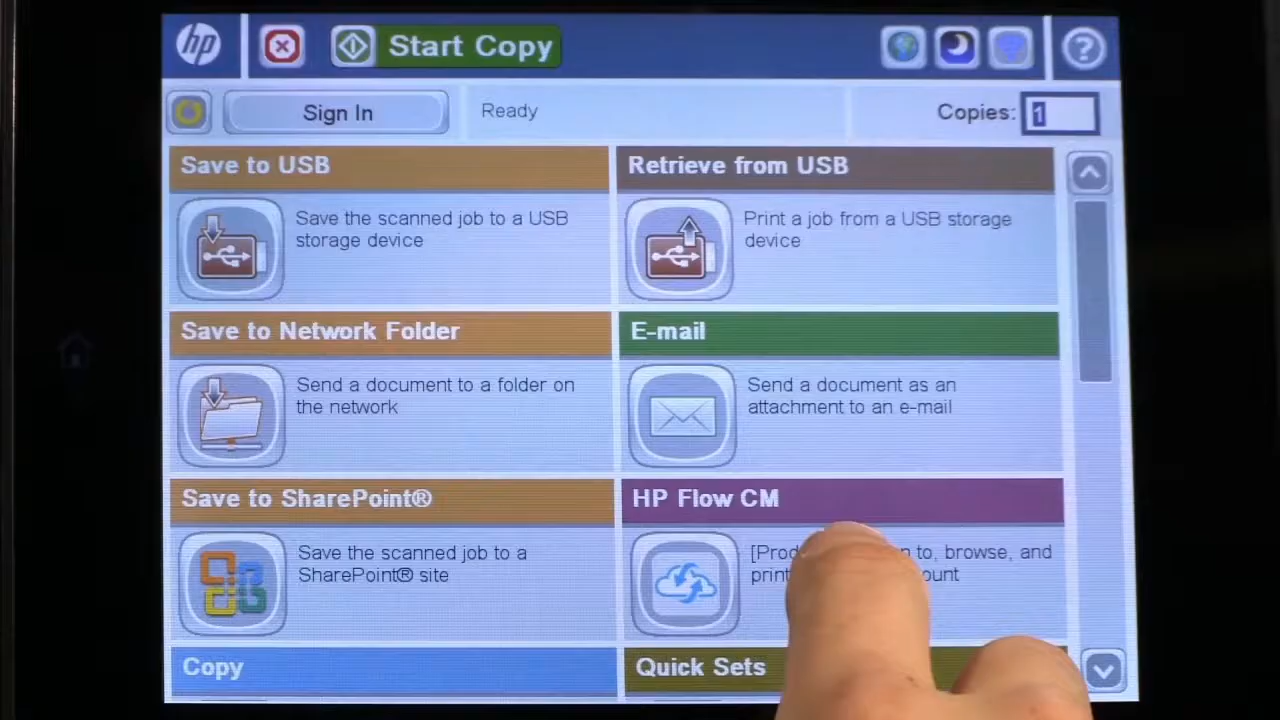 hp
Start Copy
?
Sign In
Ready
Copies: 1
Save to USB
Save the scanned job to a USB
storage device
Retrieve from USB
Print a job from a USB storage
device
Save to Network Folder
Send a document to a folder on
the network
E-mail
Send a document as an
attachment to an e-mail
Save to SharePoint®
Save the scanned job to a
SharePoint® site
HP Flow CM
to, browse, and
Copy
Quick Sets